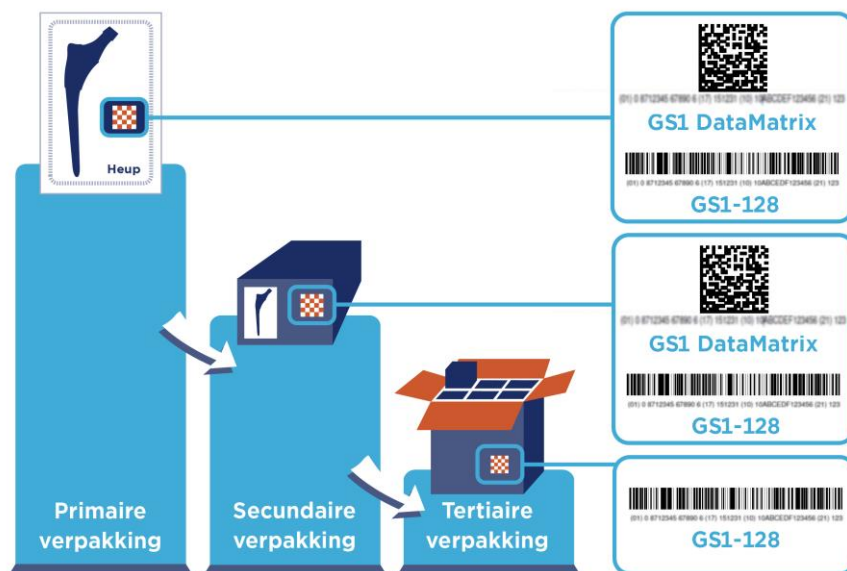 Heup
Primaire
verpakking
Secundaire
verpakking
Tertiaire
verpakking
(01) 0 8712345 67890 6 (17) 151231 (10) 10ABCDEF123456 (21) 123
GS1 DataMatrix
(01) 0 8712345 67890 6 (17) 151231 (10) 10ABCEDF123456 (21) 123
GS1-128
(01) 0 8712345 67890 6 (17) 151231 (10) 10ABCDEF123456 (21) 123
GS1 DataMatrix
(01) 0 8712345 67890 6 (17) 151231 (10) 10ABCEDF123456 (21) 123
GS1-128
(01) 0 8712345 67890 6 (17) 151231 (10) 10ABCEDF123456 (21) 123
GS1-128